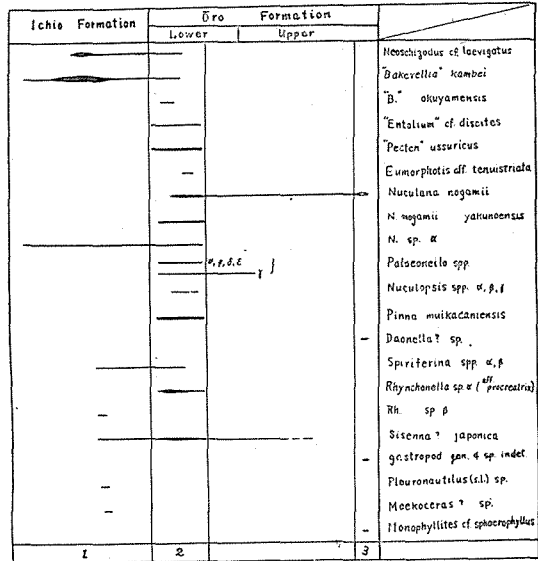 Ichio Formation
Ōro Formation
Lower
Upper
Neoschizodus cf. laevigatus
"Bakevellia" kambei
"B." okuyamensis
"Entolium" cf. discites
"Pecten" ussuricus
Eumorphotis aff. tenuistriata
Nuculana nogamii
N. nogamii yakunoensis
N. sp. α
α, β, δ, ε
Palaeoneilo spp.
γ }
Nuculopsis spp. α, β, γ
Pinna muikadaniensis
Daonella? sp.
Spiriferina spp. α, β
Rhynchonella sp. α (aff. procreatrix)
Rh. sp β
Sisenna? japonica
gastropod gen. & sp. indet.
Pleuronautilus (s.l.) sp.
Meekoceras? sp.
Monophyllites cf. sphaerophyllus
1
2
3